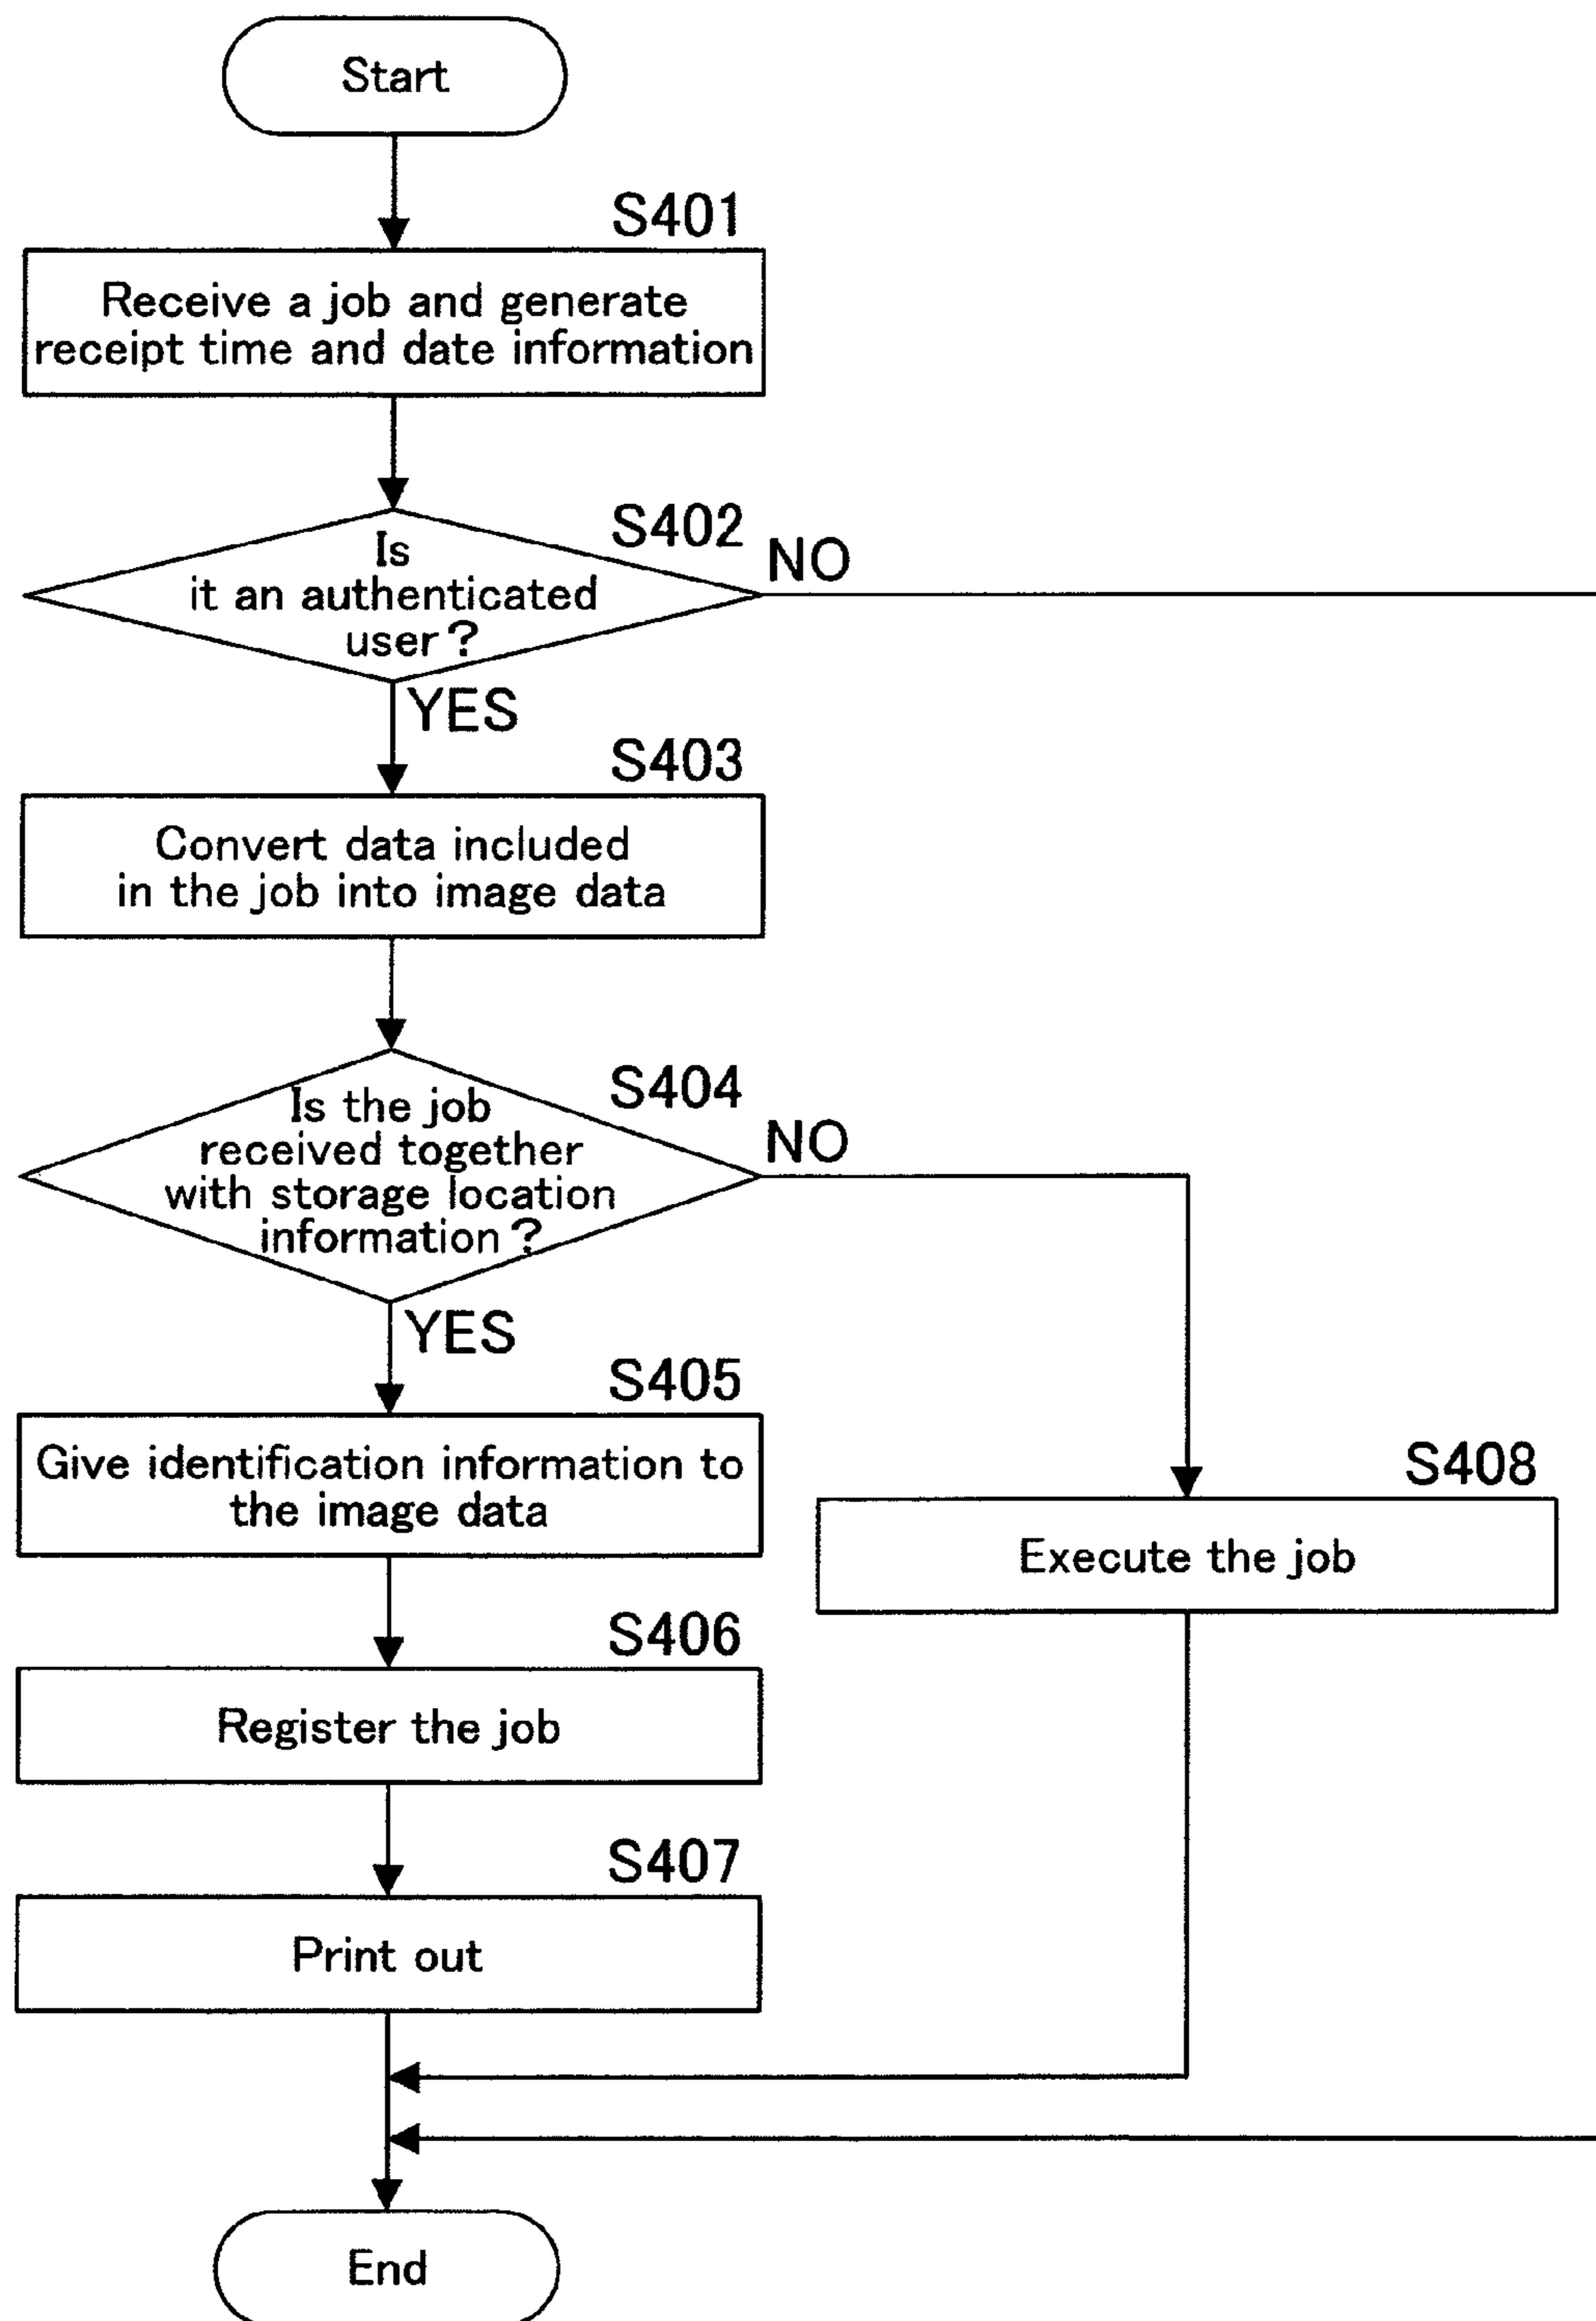 Start
S401
Receive a job and generate
receipt time and date information
S402
Is
it an authenticated
user?
NO
YES
S403
Convert data included
in the job into image data
S404
Is the job
received together
with storage location
information?
NO
YES
S405
Give identification information to
the image data
S408
Execute the job
S406
Register the job
S407
Print out
End